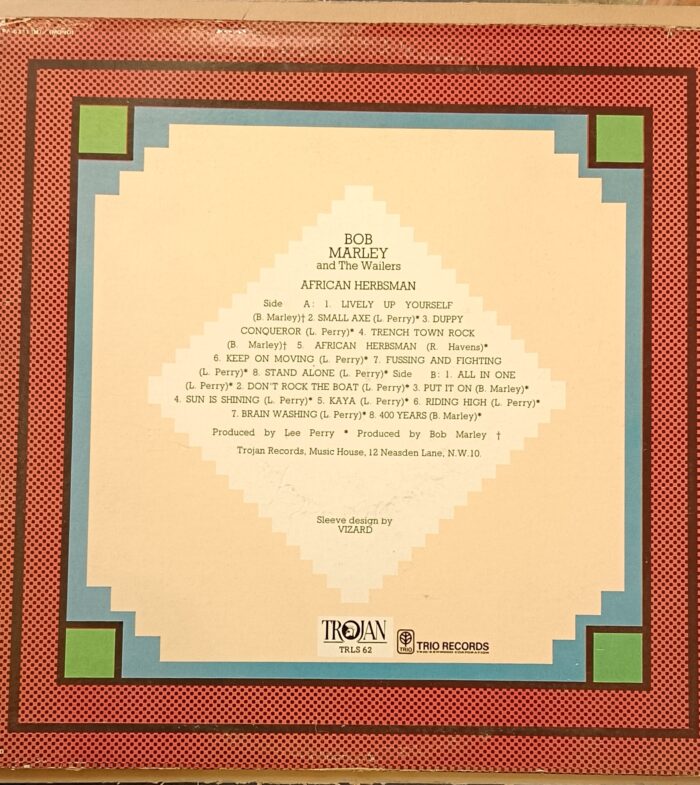 (MONO)
BOB
MARLEY
and The Wailers
AFRICAN HERBSMAN
Side A: 1. LIVELY UP YOURSELF
(B. Marley)† 2. SMALL AXE (L. Perry)* 3. DUPPY
CONQUEROR (L. Perry)* 4. TRENCH TOWN ROCK
(B. Marley)† 5. AFRICAN HERBSMAN (R. Havens)*
6. KEEP ON MOVING (L. Perry)* 7. FUSSING AND FIGHTING
(L. Perry)* 8. STAND ALONE (L. Perry)* Side B: 1. ALL IN ONE
(L. Perry)* 2. DON'T ROCK THE BOAT (L. Perry)* 3. PUT IT ON (B. Marley)*
4. SUN IS SHINING (L. Perry)* 5. KAYA (L. Perry)* 6. RIDING HIGH (L. Perry)*
7. BRAIN WASHING (L. Perry)* 8. 400 YEARS (B. Marley)*
Produced by Lee Perry * Produced by Bob Marley †
Trojan Records, Music House, 12 Neasden Lane, N.W.10.
Sleeve design by
VIZARD
TROJAN
TRLS 62
TRIO
TRIO RECORDS